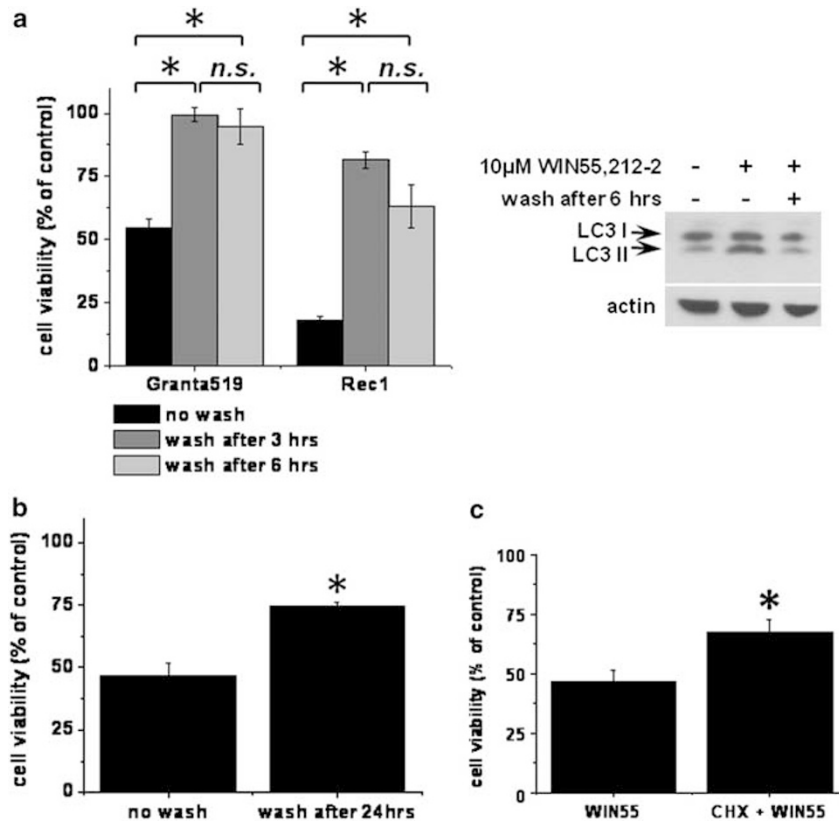 a
* *
* n.s. * n.s.
cell viability (% of control)
100
75
50
25
0
Granta519 Rec1
no wash
wash after 3 hrs
wash after 6 hrs
10µM WIN55,212-2 - + +
wash after 6 hrs - - +
LC3 I
LC3 II
actin
b
cell viability (% of control)
100
75
50
25
0
*
no wash wash after 24hrs
c
cell viability (% of control)
100
75
50
25
0
*
WIN55 CHX + WIN55